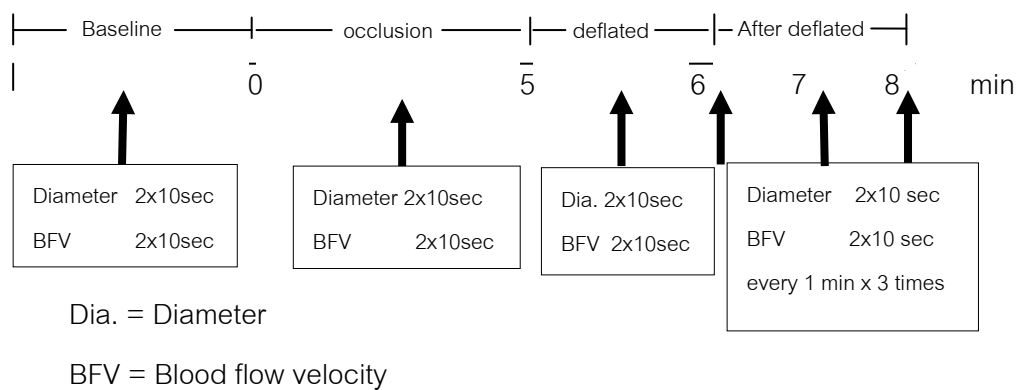 Baseline occlusion deflated After deflated
0 5 6 7 8 min
Diameter 2x10sec
BFV 2x10sec
Diameter 2x10sec
BFV 2x10sec
Dia. 2x10sec
BFV 2x10sec
Diameter 2x10 sec
BFV 2x10 sec
every 1 min x 3 times
Dia. = Diameter
BFV = Blood flow velocity